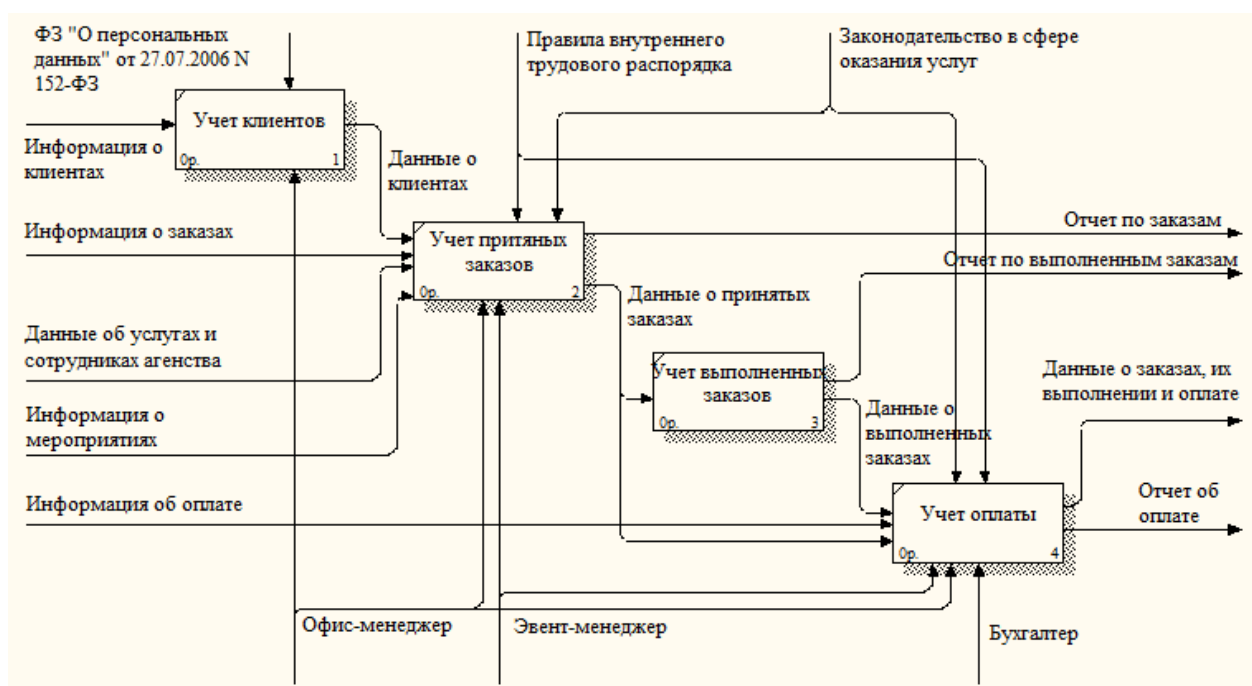 ФЗ "О персональных
данных" от 27.07.2006 N
152-ФЗ
Правила внутреннего
трудового распорядка
Законодательство в сфере
оказания услуг
Учет клиентов
0р.
1
Информация о
клиентах
Данные о
клиентах
Информация о заказах
Учет притяных
заказов
0р.
2
Отчет по заказам
Отчет по выполненным заказам
Данные о принятых
заказах
Данные об услугах и
сотрудниках агенства
Учет выполненных
заказов
0р.
3
Данные о заказах, их
выполнении и оплате
Информация о
мероприятиях
Данные о
выполненных
заказах
Информация об оплате
Учет оплаты
0р.
4
Отчет об
оплате
Офис-менеджер
Эвент-менеджер
Бухгалтер